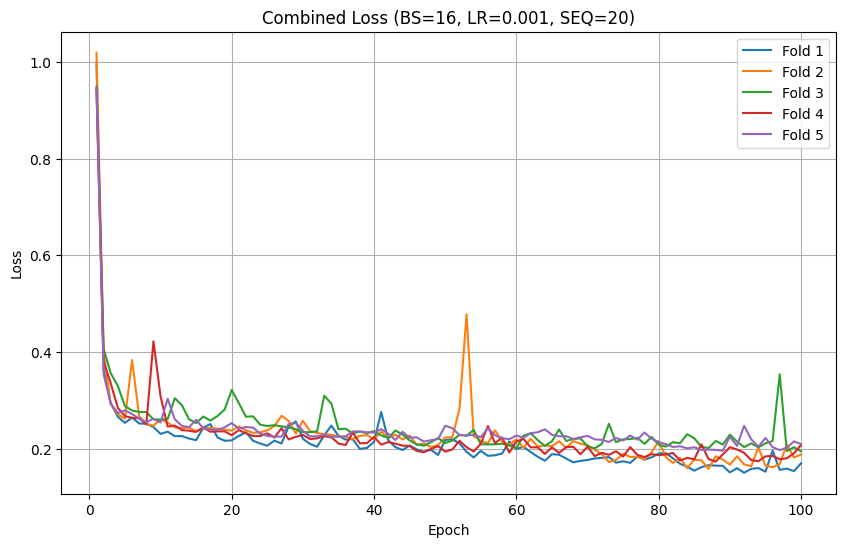 Combined Loss (BS=16, LR=0.001, SEQ=20)
Fold 1
Fold 2
Fold 3
Fold 4
Fold 5
Loss
1.0
0.8
0.6
0.4
0.2
0 20 40 60 80 100
Epoch